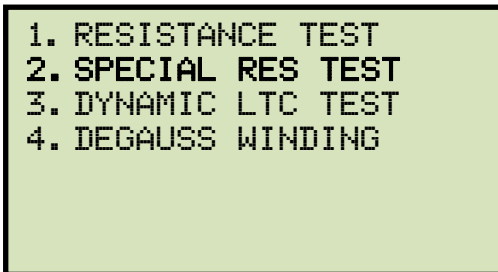 1. RESISTANCE TEST
2. SPECIAL RES TEST
3. DYNAMIC LTC TEST
4. DEGAUSS WINDING